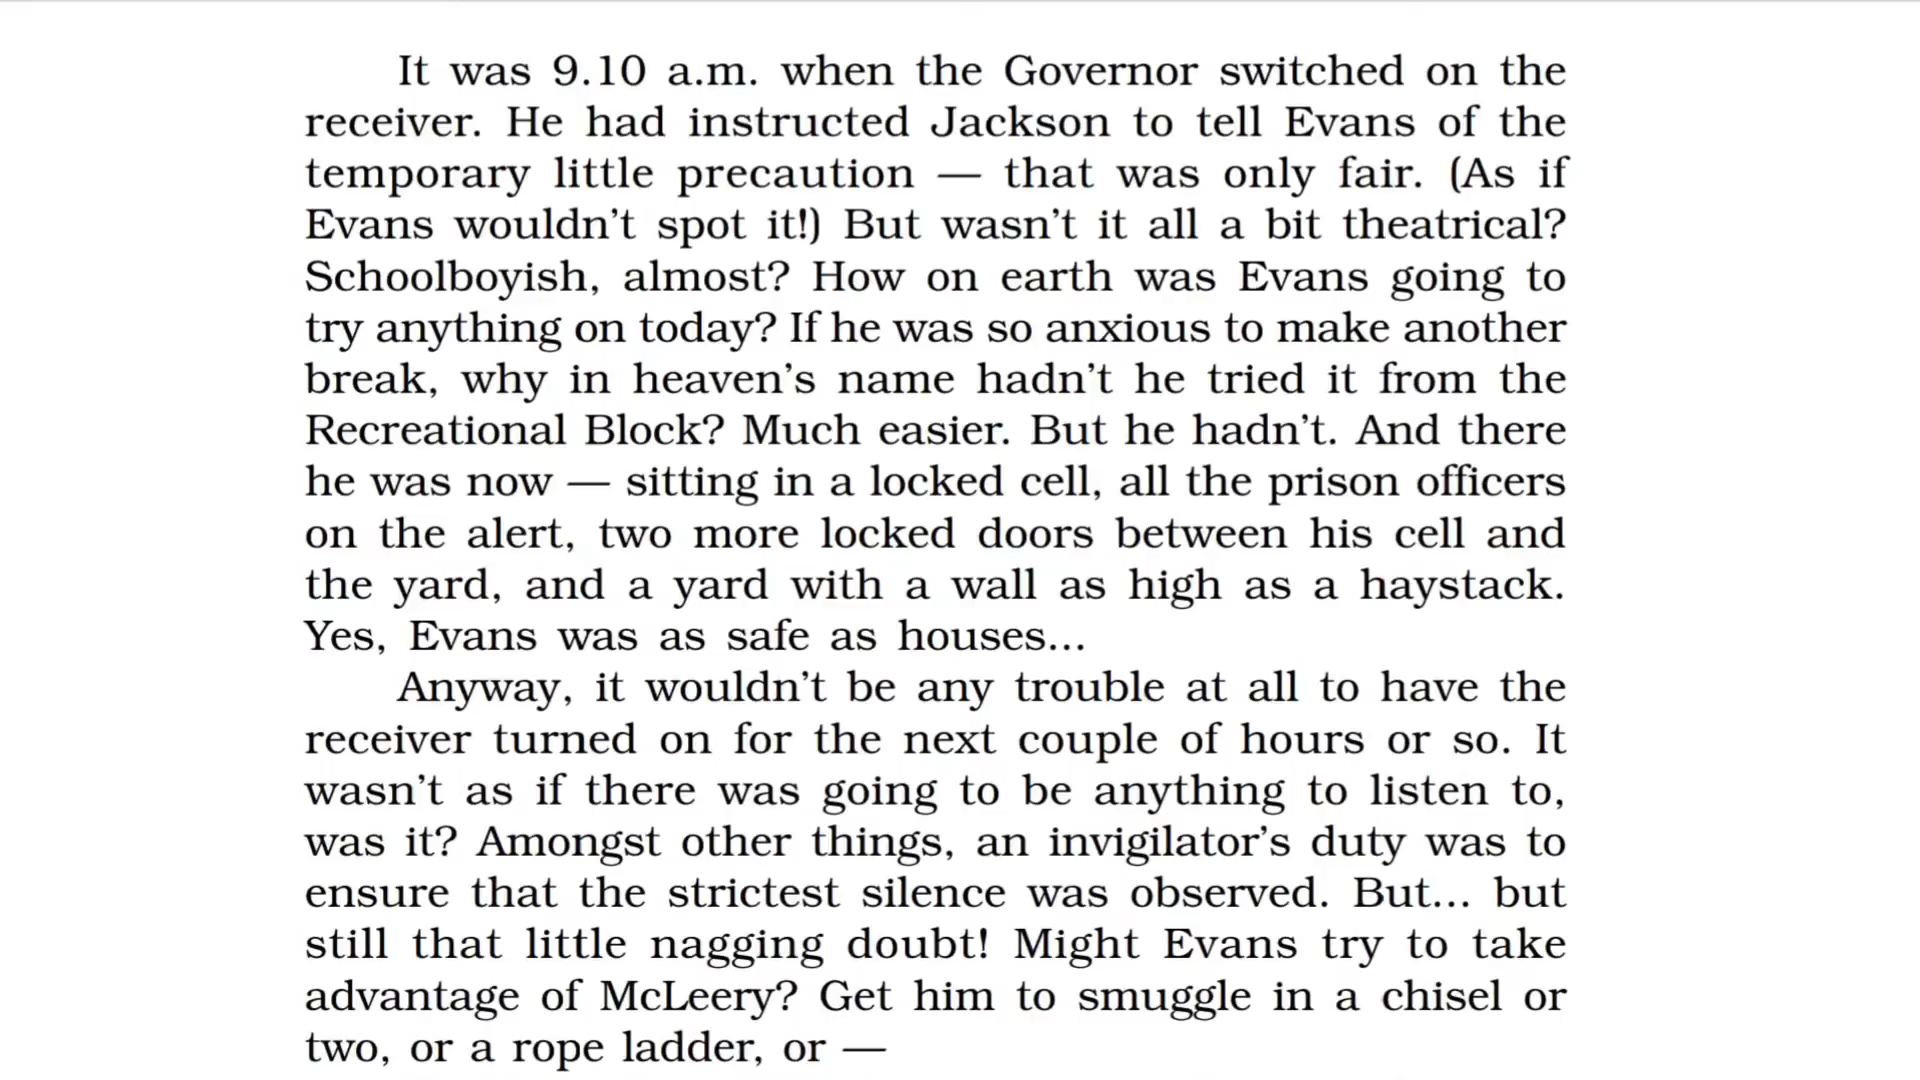 It was 9.10 a.m. when the Governor switched on the
receiver. He had instructed Jackson to tell Evans of the
temporary little precaution — that was only fair. (As if
Evans wouldn’t spot it!) But wasn’t it all a bit theatrical?
Schoolboyish, almost? How on earth was Evans going to
try anything on today? If he was so anxious to make another
break, why in heaven’s name hadn’t he tried it from the
Recreational Block? Much easier. But he hadn’t. And there
he was now — sitting in a locked cell, all the prison officers
on the alert, two more locked doors between his cell and
the yard, and a yard with a wall as high as a haystack.
Yes, Evans was as safe as houses...
Anyway, it wouldn’t be any trouble at all to have the
receiver turned on for the next couple of hours or so. It
wasn’t as if there was going to be anything to listen to,
was it? Amongst other things, an invigilator’s duty was to
ensure that the strictest silence was observed. But... but
still that little nagging doubt! Might Evans try to take
advantage of McLeery? Get him to smuggle in a chisel or
two, or a rope ladder, or —